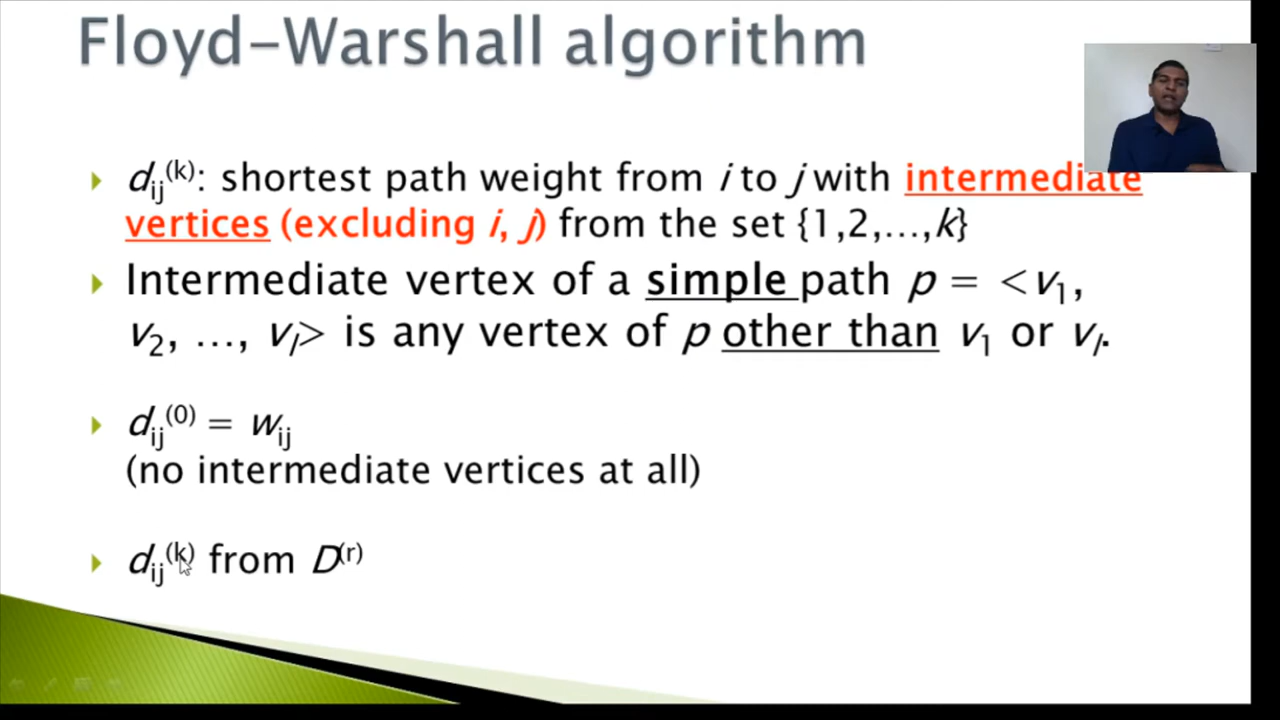 Floyd-Warshall algorithm
dij(k): shortest path weight from i to j with intermediate
vertices (excluding i, j) from the set {1,2,...,k}
Intermediate vertex of a simple path p = <v1,
v2, ..., vl> is any vertex of p other than v1 or vl.
dij(0) = wij
(no intermediate vertices at all)
dij(k) from D(r)